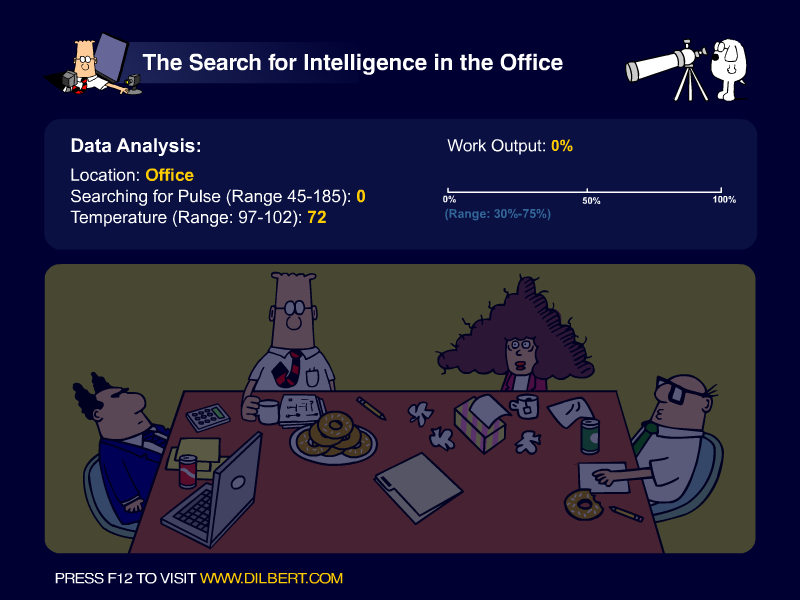 The Search for Intelligence in the Office
Data Analysis:
Location: Office
Searching for Pulse (Range 45-185): 0
Temperature (Range: 97-102): 72
Work Output: 0%
0% 50% 100%
(Range: 30%-75%)
PRESS F12 TO VISIT WWW.DILBERT.COM